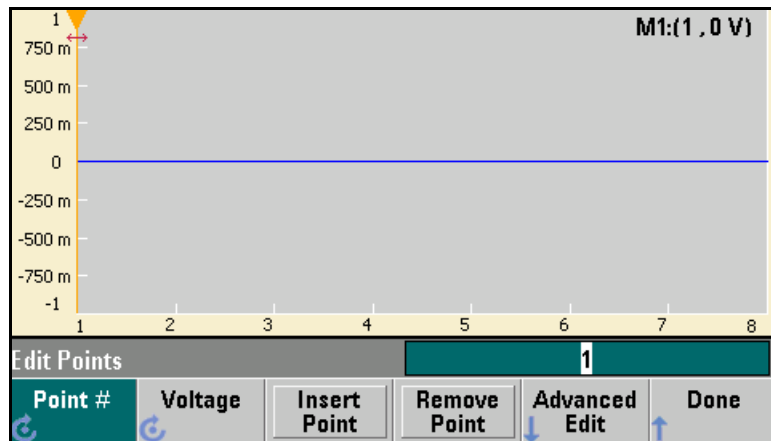 1
M1:(1 , 0 V)
750 m
500 m
250 m
0
-250 m
-500 m
-750 m
-1
1 2 3 4 5 6 7 8
Edit Points
1
Point # Voltage Insert Point Remove Point Advanced Edit Done